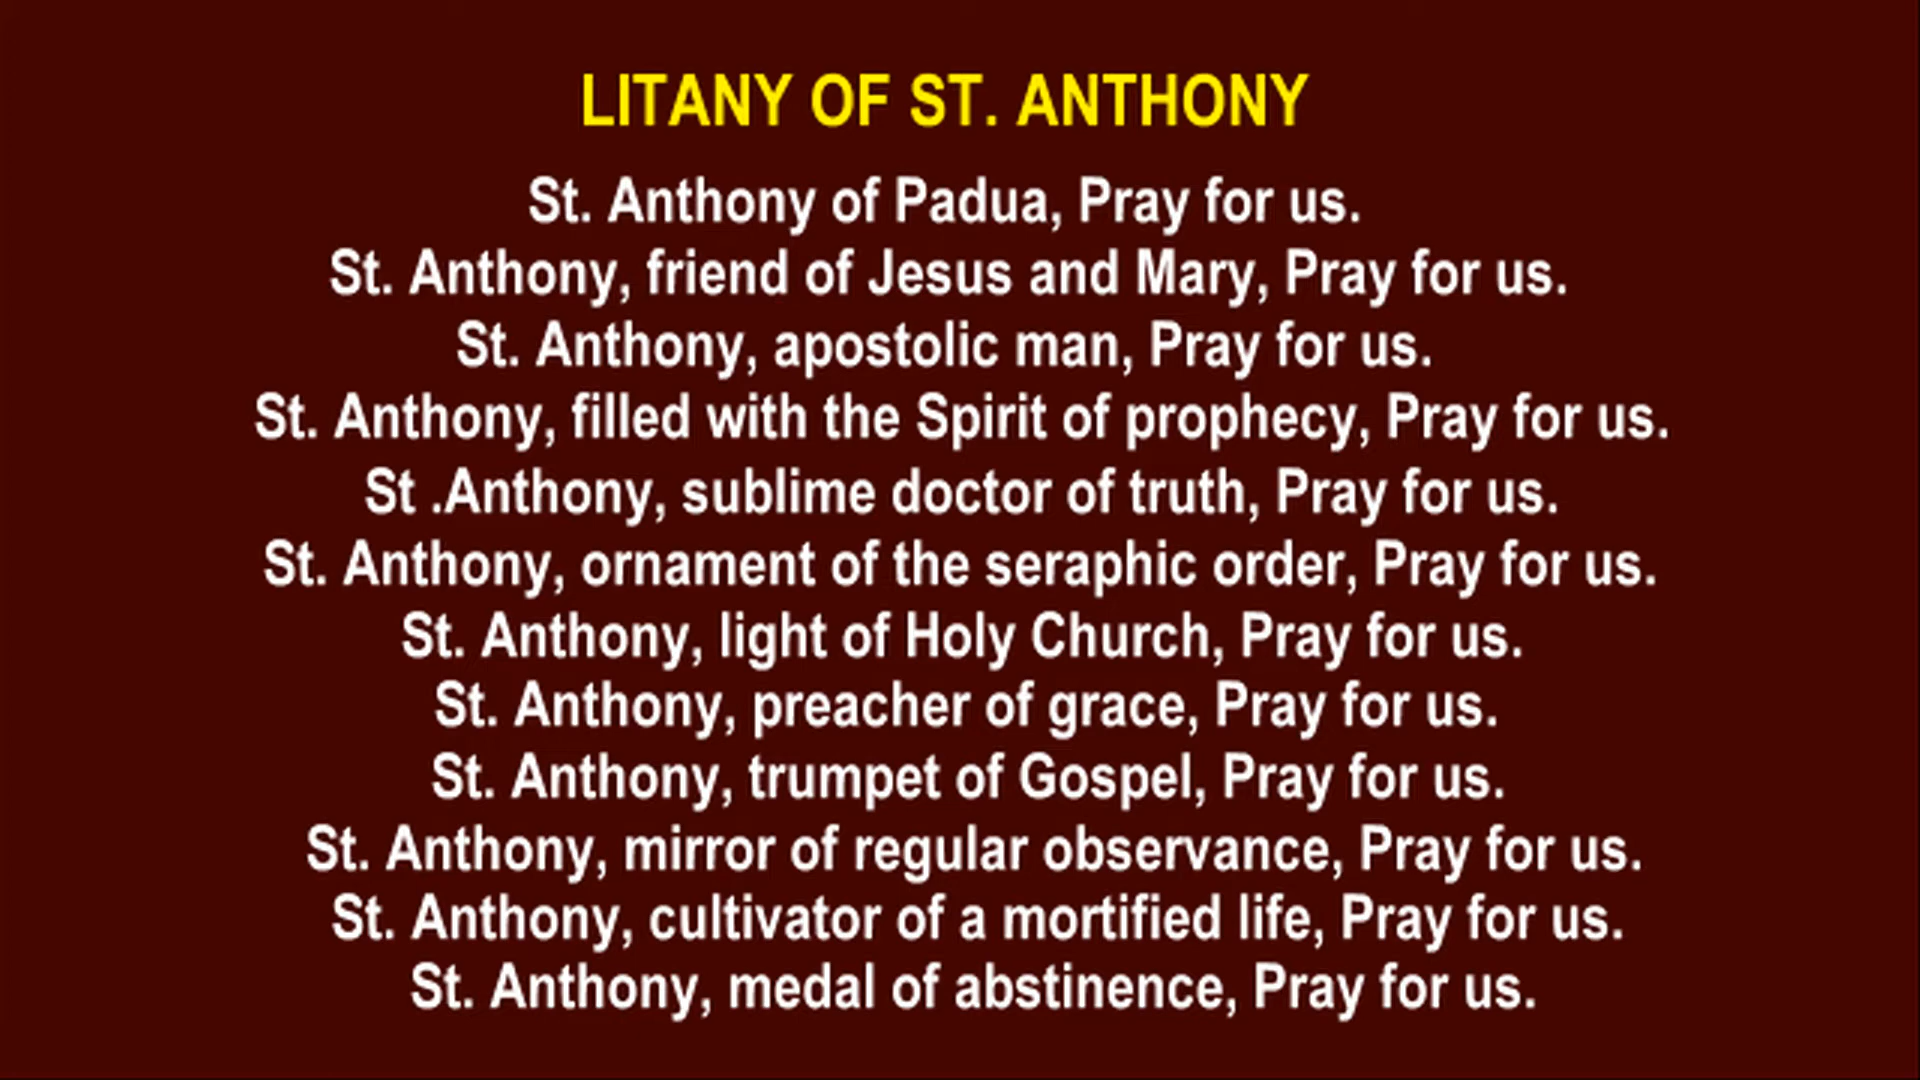 LITANY OF ST. ANTHONY
St. Anthony of Padua, Pray for us.
St. Anthony, friend of Jesus and Mary, Pray for us.
St. Anthony, apostolic man, Pray for us.
St. Anthony, filled with the Spirit of prophecy, Pray for us.
St .Anthony, sublime doctor of truth, Pray for us.
St. Anthony, ornament of the seraphic order, Pray for us.
St. Anthony, light of Holy Church, Pray for us.
St. Anthony, preacher of grace, Pray for us.
St. Anthony, trumpet of Gospel, Pray for us.
St. Anthony, mirror of regular observance, Pray for us.
St. Anthony, cultivator of a mortified life, Pray for us.
St. Anthony, medal of abstinence, Pray for us.